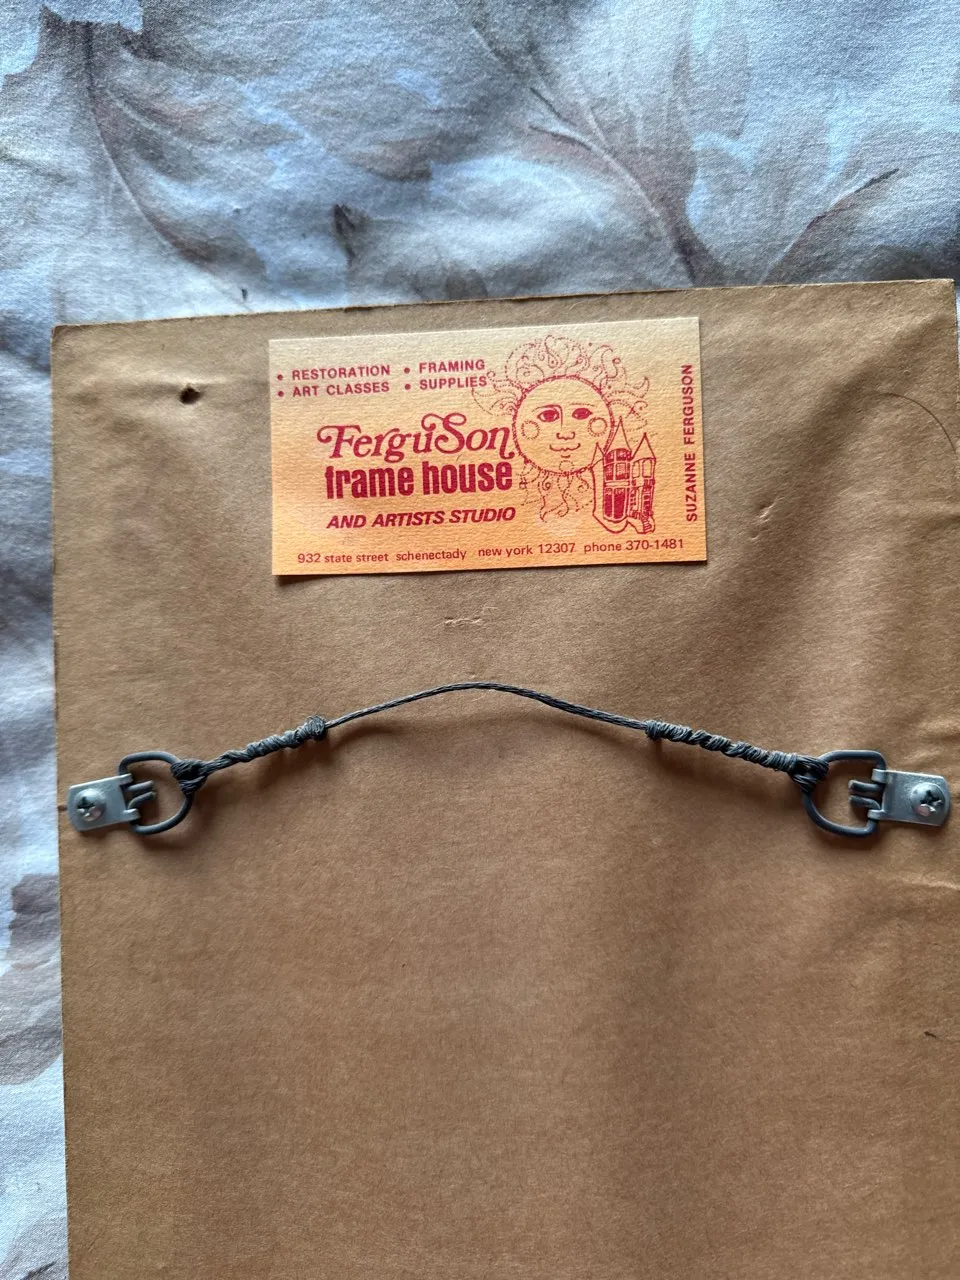 • RESTORATION • FRAMING
• ART CLASSES • SUPPLIES
FerguSon
frame house
AND ARTISTS STUDIO
932 state street schenectady new york 12307 phone 370-1481
SUZANNE FERGUSON